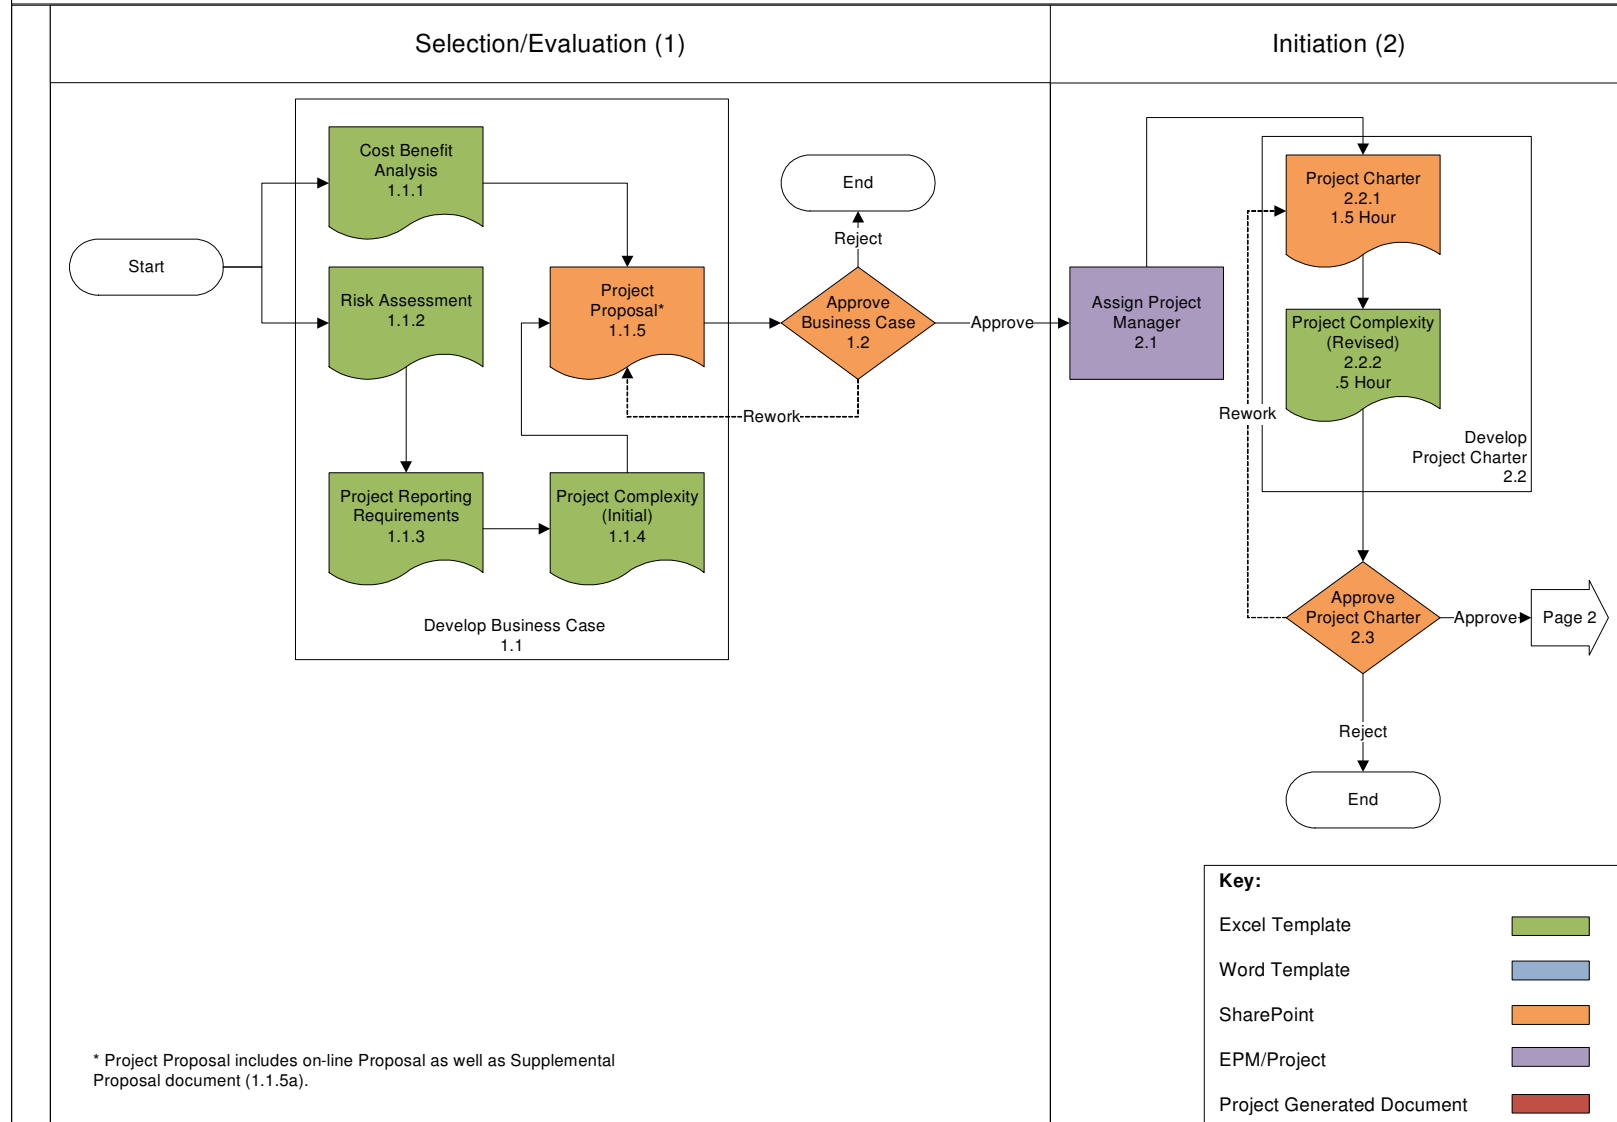 Selection/Evaluation (1)
Initiation (2)
Start
Cost Benefit
Analysis
1.1.1
Risk Assessment
1.1.2
Project Reporting
Requirements
1.1.3
Project Complexity
(Initial)
1.1.4
Project
Proposal*
1.1.5
Develop Business Case
1.1
End
Reject
Approve
Business Case
1.2
Rework
Approve
Assign Project
Manager
2.1
Project Charter
2.2.1
1.5 Hour
Project Complexity
(Revised)
2.2.2
.5 Hour
Rework
Develop
Project Charter
2.2
Approve
Project Charter
2.3
Approve
Page 2
Reject
End
* Project Proposal includes on-line Proposal as well as Supplemental
Proposal document (1.1.5a).
Key:
Excel Template
Word Template
SharePoint
EPM/Project
Project Generated Document